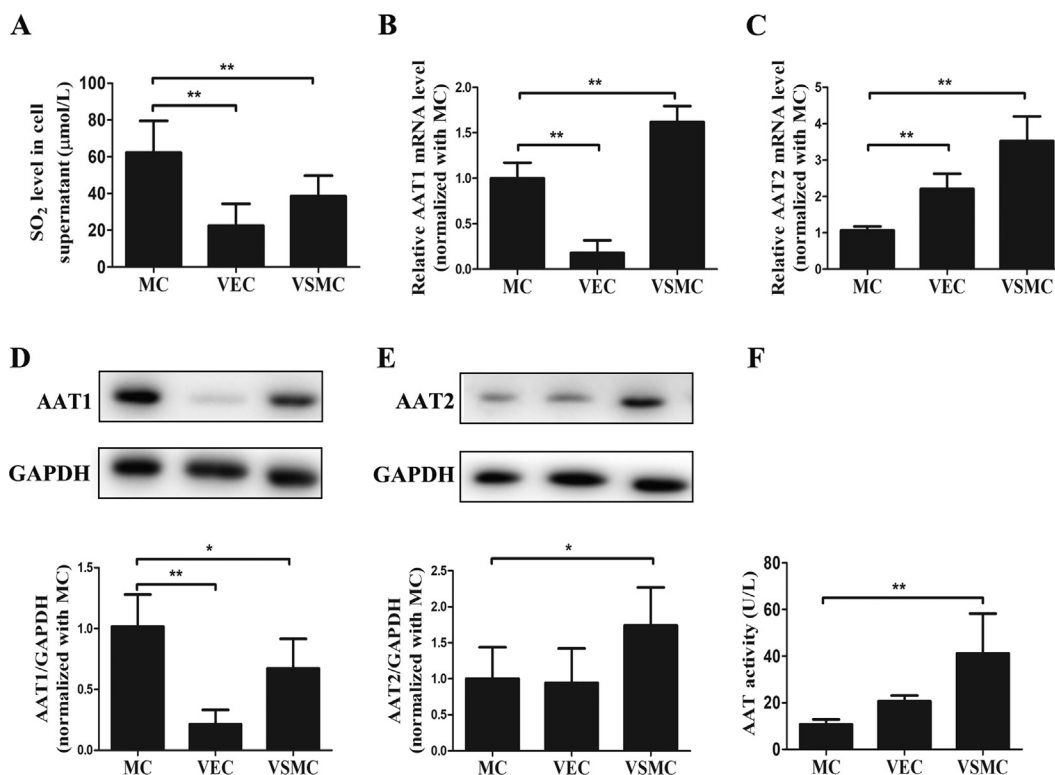 A
SO2 level in cell
supernatant (μmol/L)
100
80
60
40
20
0
**
**
MC VEC VSMC
B
Relative AAT1 mRNA level
(normalized with MC)
2.0
1.5
1.0
0.5
0.0
**
**
MC VEC VSMC
C
Relative AAT2 mRNA level
(normalized with MC)
5
4
3
2
1
0
**
**
MC VEC VSMC
D
AAT1
GAPDH
AAT1/GAPDH
(normalized with MC)
1.5
1.0
0.5
0.0
*
**
MC VEC VSMC
E
AAT2
GAPDH
AAT2/GAPDH
(normalized with MC)
2.5
2.0
1.5
1.0
0.5
0.0
*
MC VEC VSMC
F
AAT activity (U/L)
80
60
40
20
0
**
MC VEC VSMC